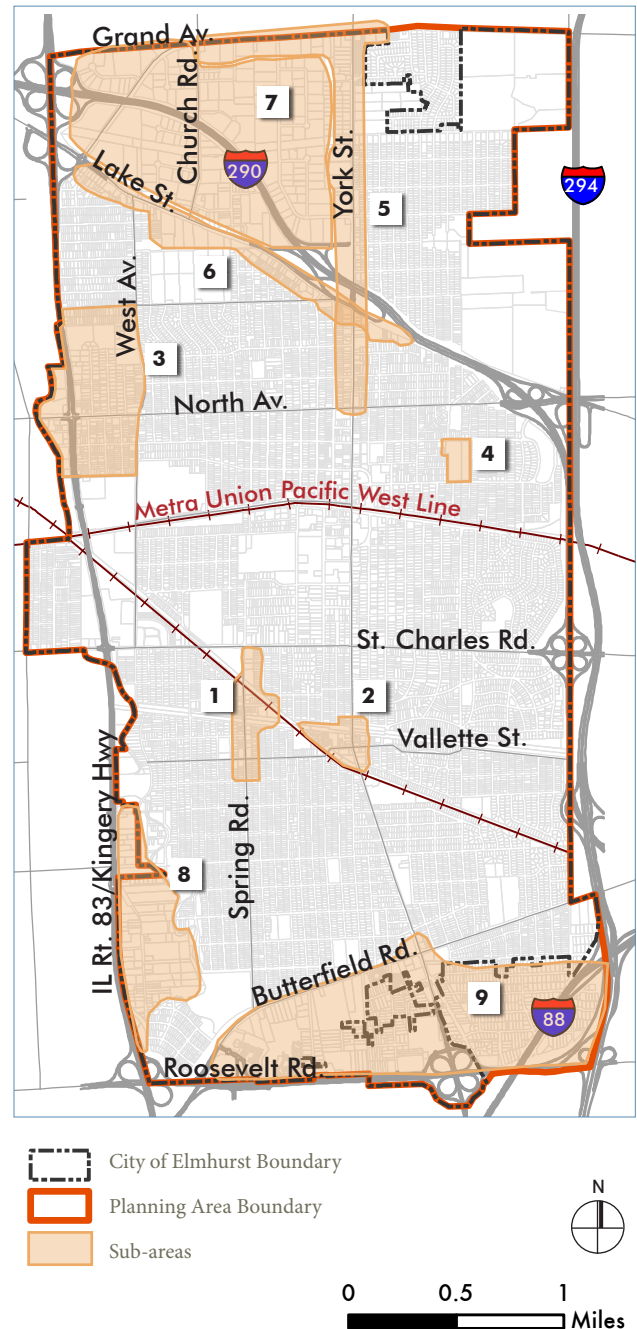 Grand Av.
Church Rd.
7
290
Lake St.
York St.
294
5
6
West Av.
3
North Av.
4
Metra Union Pacific West Line
St. Charles Rd.
1
2
Vallette St.
IL Rt. 83/Kingery Hwy
Spring Rd.
8
Butterfield Rd.
9
88
Roosevelt Rd.
City of Elmhurst Boundary
Planning Area Boundary
Sub-areas
N
0 0.5 1
Miles